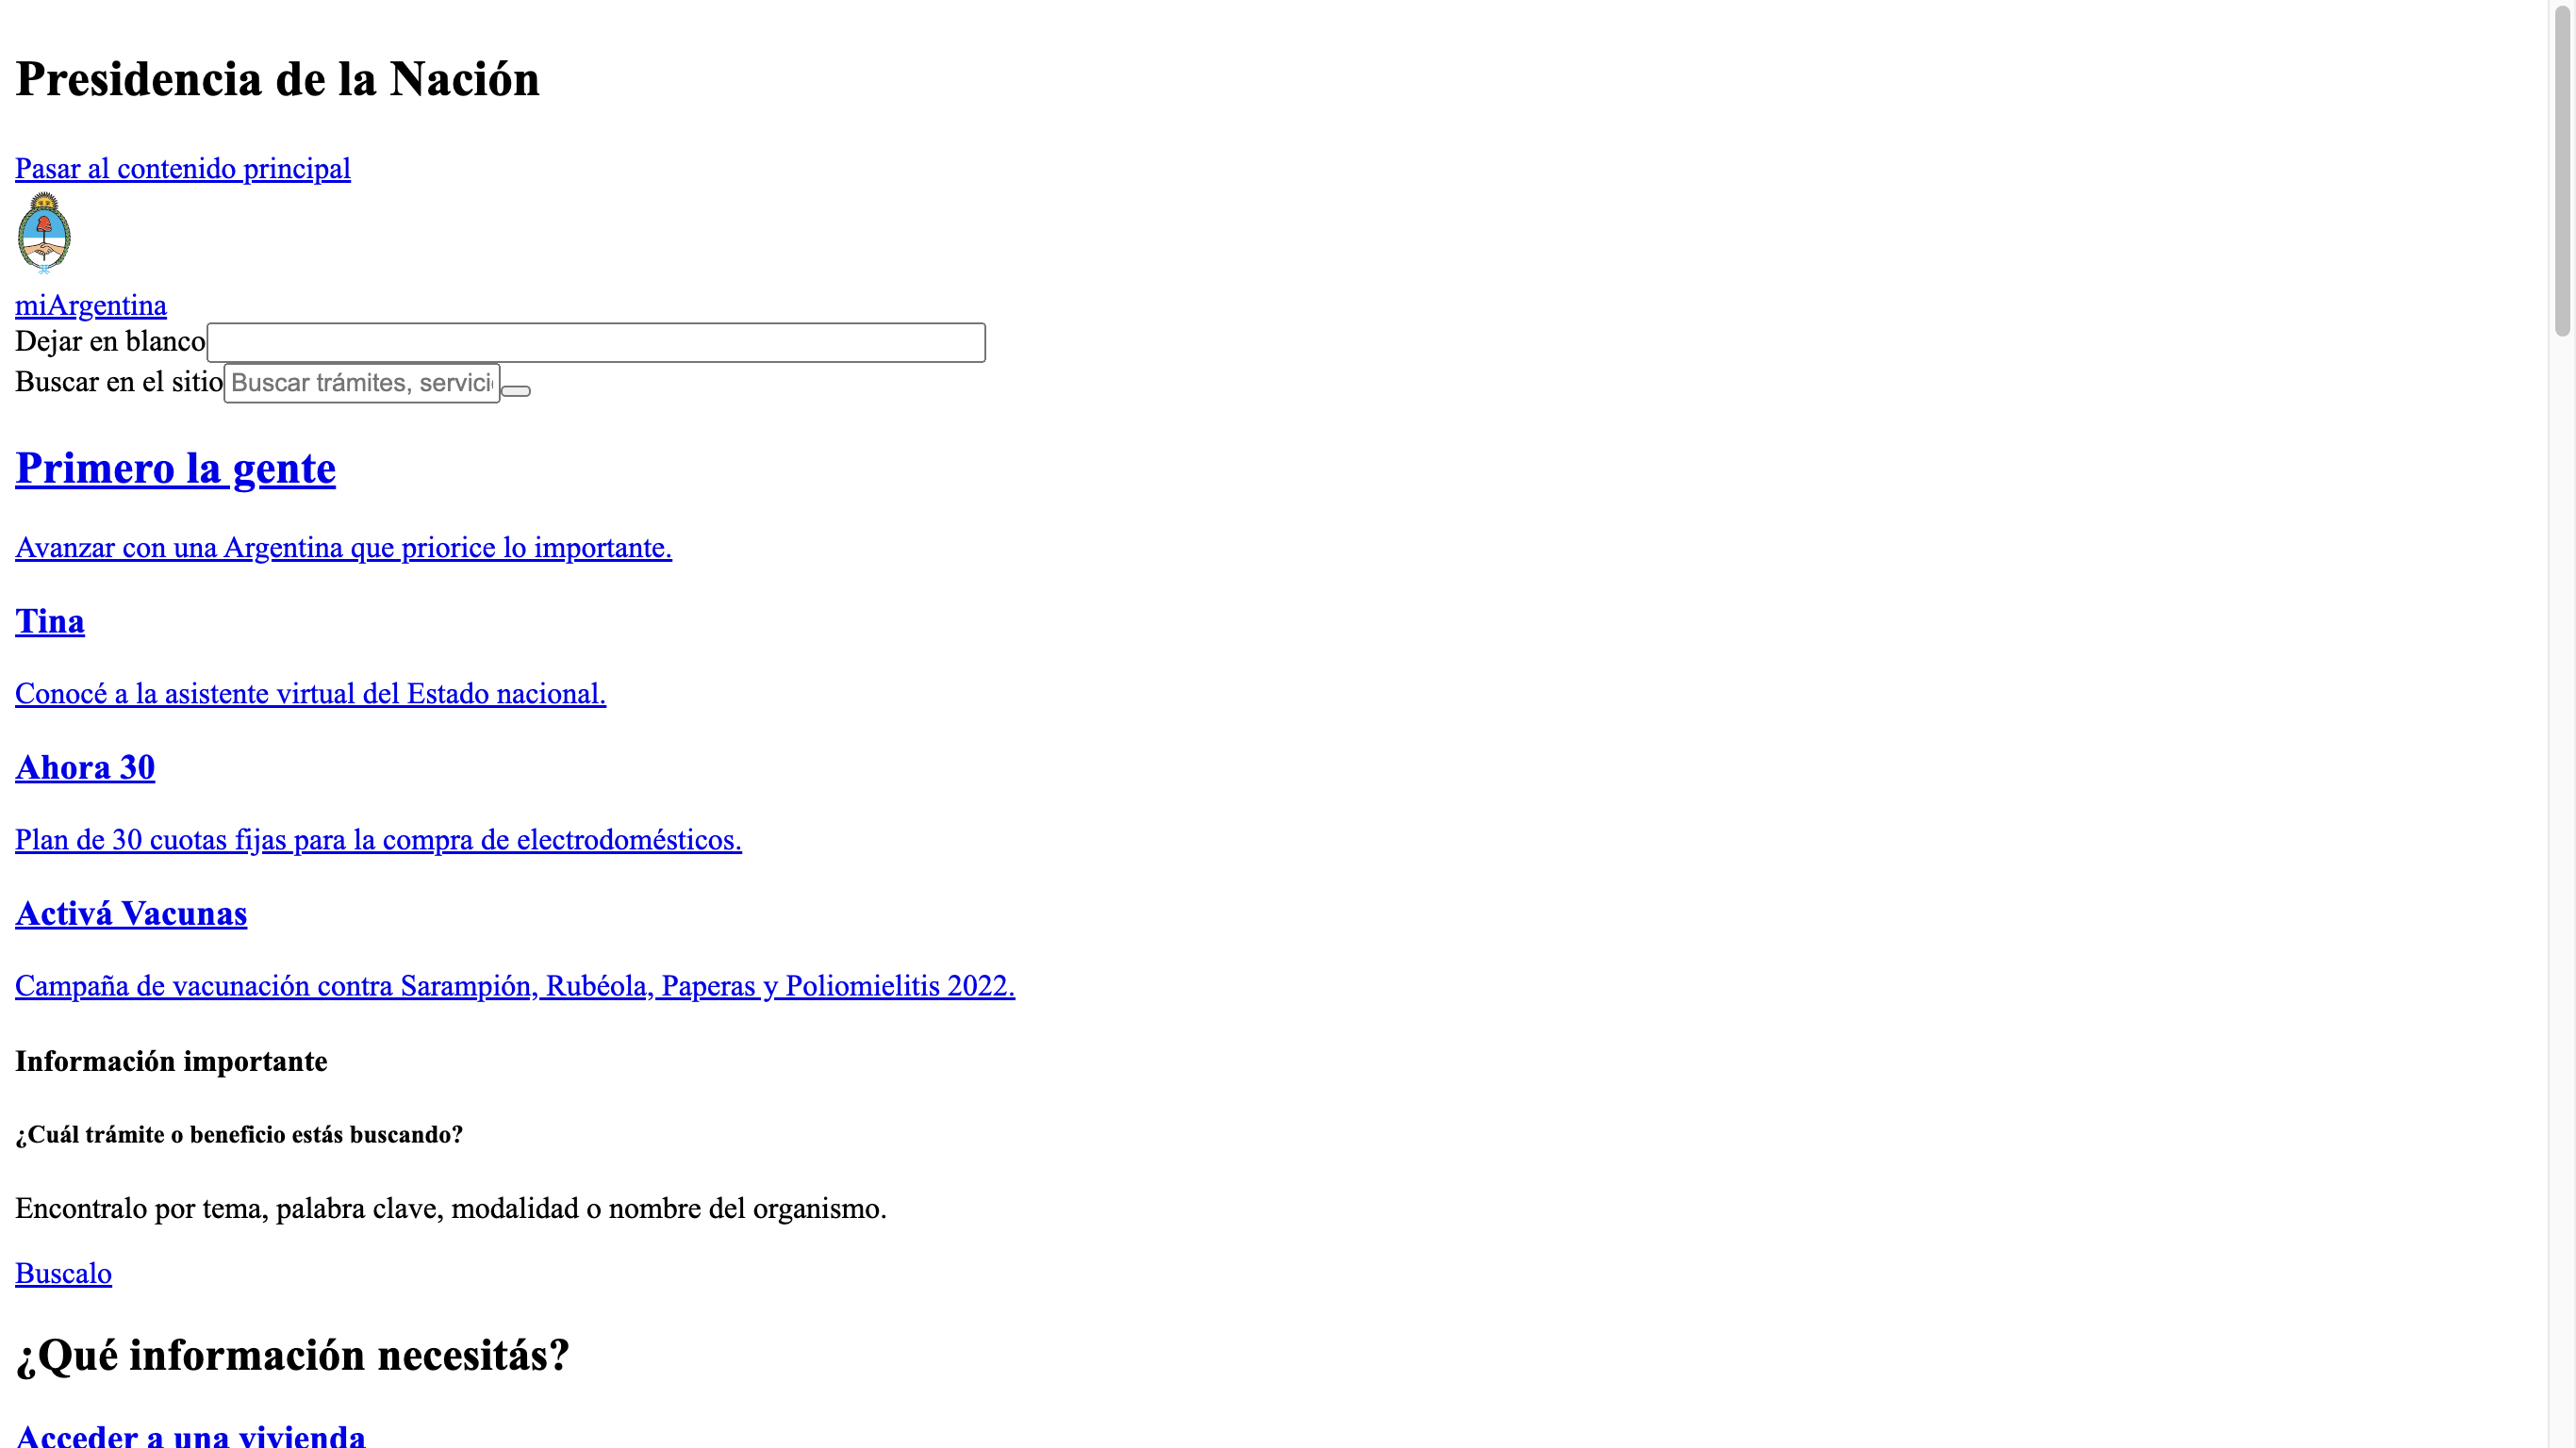 Presidencia de la Nación
Pasar al contenido principal
miArgentina
Dejar en blanco
Buscar en el sitio Buscar trámites, servici
Primero la gente
Avanzar con una Argentina que priorice lo importante.
Tina
Conocé a la asistente virtual del Estado nacional.
Ahora 30
Plan de 30 cuotas fijas para la compra de electrodomésticos.
Activá Vacunas
Campaña de vacunación contra Sarampión, Rubéola, Paperas y Poliomielitis 2022.
Información importante
¿Cuál trámite o beneficio estás buscando?
Encontralo por tema, palabra clave, modalidad o nombre del organismo.
Buscalo
¿Qué información necesitás?
Acceder a una vivienda